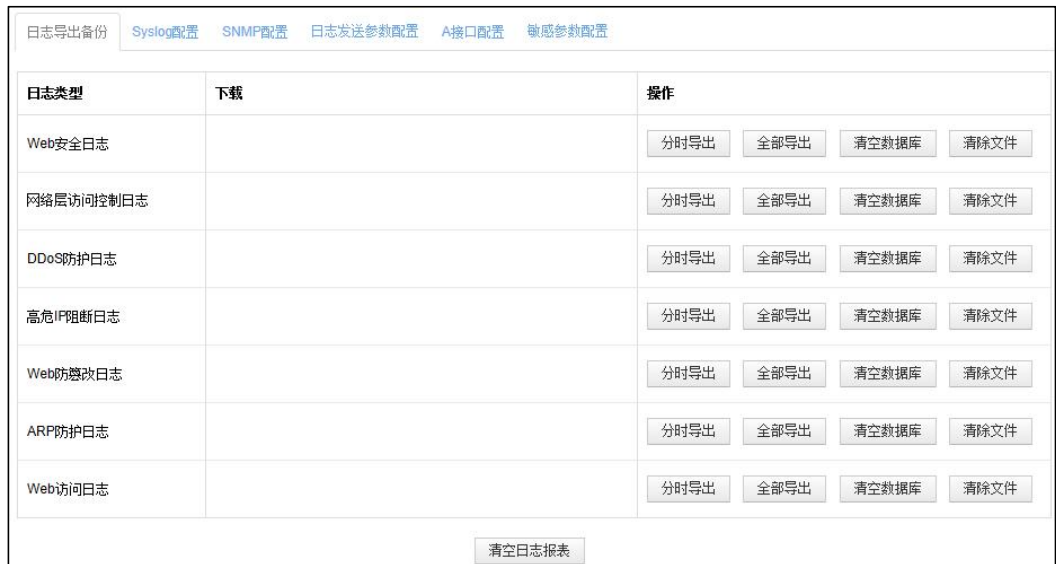 日志导出备份 Syslog配置 SNMP配置 日志发送参数配置 A接口配置 敏感参数配置
日志类型 下载 操作
Web安全日志 分时导出 全部导出 清空数据库 清除文件
网络层访问控制日志 分时导出 全部导出 清空数据库 清除文件
DDoS防护日志 分时导出 全部导出 清空数据库 清除文件
高危IP阻断日志 分时导出 全部导出 清空数据库 清除文件
Web防篡改日志 分时导出 全部导出 清空数据库 清除文件
ARP防护日志 分时导出 全部导出 清空数据库 清除文件
Web访问日志 分时导出 全部导出 清空数据库 清除文件
清空日志报表